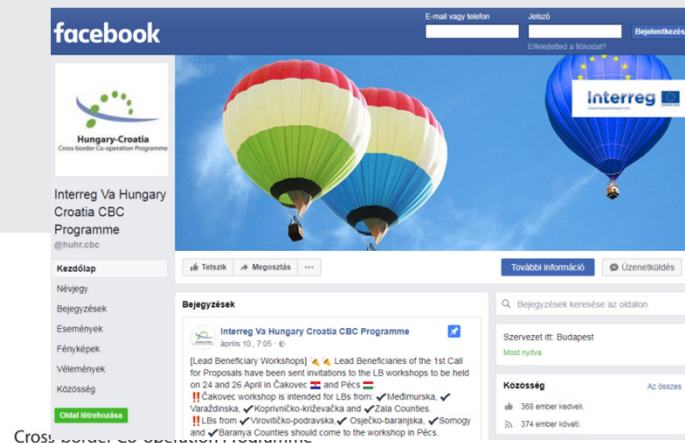 facebook
E-mail vagy telefon
Jelszó
Bejelentkezés
Elfelejtetted a fiókodat?
Hungary-Croatia
Cross-border Co-operation Programme
Interreg
Interreg Va Hungary
Croatia CBC
Programme
@huhr.cbc
Kezdőlap
Névjegy
Bejegyzések
Események
Fényképek
Vélemények
Közösség
Oldal létrehozása
Tetszik
Megosztás
További információ
Üzenetküldés
Bejegyzések
Interreg Va Hungary Croatia CBC Programme
április 10., 7:05
[Lead Beneficiary Workshops] Lead Beneficiaries of the 1st Call
for Proposals have been sent invitations to the LB workshops to be held
on 24 and 26 April in Čakovec and Pécs
‼Čakovec workshop is intended for LBs from: ✔Međimurska, ✔
Varaždinska, ✔Koprivničko-križevačka and ✔Zala Counties.
‼LBs from ✔Virovitičko-podravska, ✔Osječko-baranjska, ✔Somogy
and ✔Baranya Counties should come to the workshop in Pécs.
Bejegyzések keresése az oldalon
Szervezet itt: Budapest
Most nyitva
Közösség
Az összes
368 ember kedveli.
374 ember követi.
Cross-border Co-operation Programme